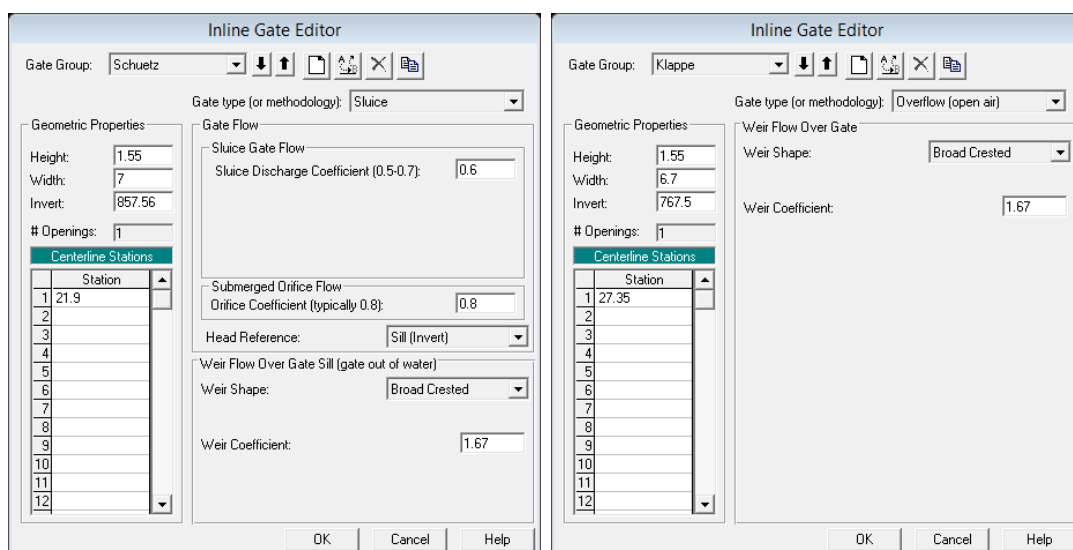 Inline Gate Editor
Gate Group: Schuetz
Gate type (or methodology): Sluice
Geometric Properties
Height: 1.55
Width: 7
Invert: 857.56
# Openings: 1
Centerline Stations
Station
1 21.9
2
3
4
5
6
7
8
9
10
11
12
Gate Flow
Sluice Gate Flow
Sluice Discharge Coefficient (0.5-0.7): 0.6
Submerged Orifice Flow
Orifice Coefficient (typically 0.8): 0.8
Head Reference: Sill (Invert)
Weir Flow Over Gate Sill (gate out of water)
Weir Shape: Broad Crested
Weir Coefficient: 1.67
OK Cancel Help
Inline Gate Editor
Gate Group: Klappe
Gate type (or methodology): Overflow (open air)
Geometric Properties
Height: 1.55
Width: 6.7
Invert: 767.5
# Openings: 1
Centerline Stations
Station
1 27.35
2
3
4
5
6
7
8
9
10
11
12
Weir Flow Over Gate
Weir Shape: Broad Crested
Weir Coefficient: 1.67
OK Cancel Help